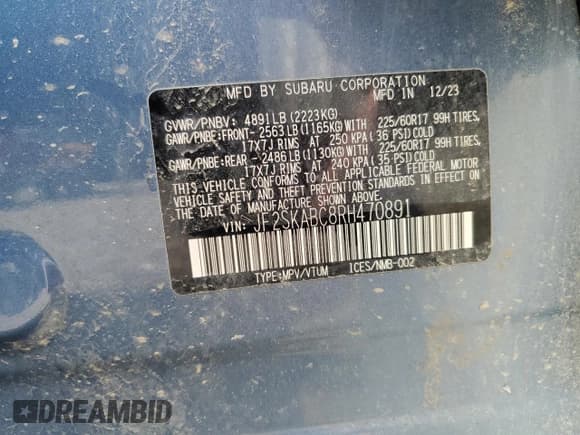 MFD BY SUBARU CORPORATION
MFD IN 12/23
GVWR/PNBV: 4891LB(2223KG)
GAWR/PNBE:FRONT- 2563LB(1165KG)WITH 225/60R17 99H TIRES,
17X7J RIMS AT 250 KPA(36 PSI)COLD
GAWR/PNBE:REAR - 2486LB(1130KG)WITH 225/60R17 99H TIRES,
17X7J RIMS AT 240 KPA(35 PSI)COLD
THIS VEHICLE CONFORMS TO ALL APPLICABLE FEDERAL MOTOR
VEHICLE SAFETY AND THEFT PREVENTION STANDARDS IN EFFECT
ON THE DATE OF MANUFACTURE SHOWN ABOVE.
VIN: JF2SKABC8RH470891
TYPE:MPV/VTUM ICES/NMB-002
DREAMBID